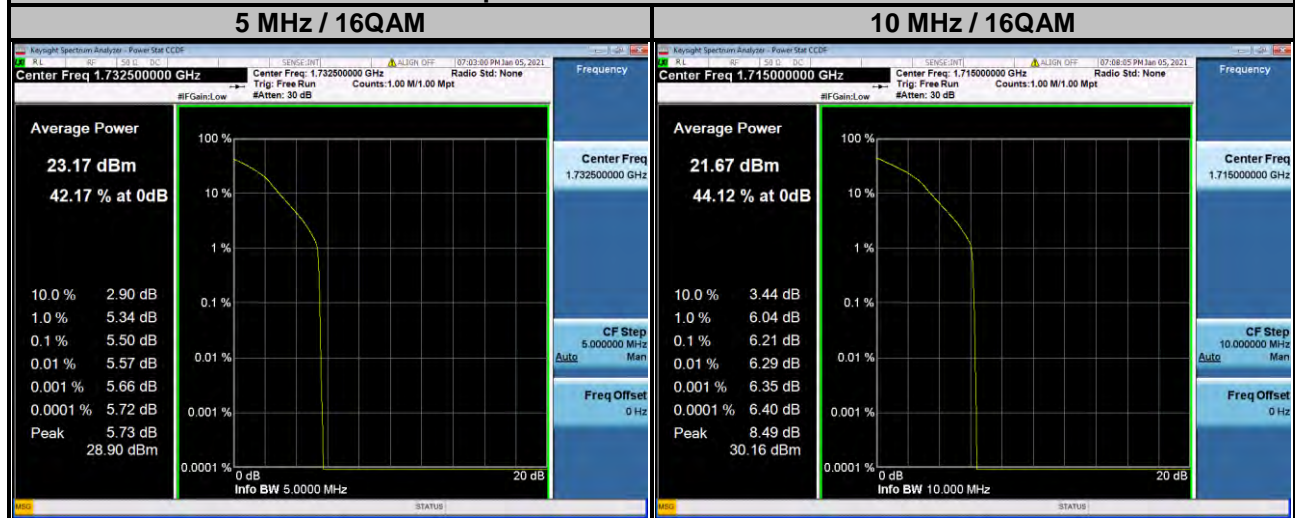 5 MHz / 16QAM
Keysight Spectrum Analyzer - Power Stat CCDF
RL RF 50 Ω DC SENSE:INT ALIGN OFF 07:03:00 PM Jan 05, 2021
Center Freq 1.732500000 GHz
Center Freq: 1.732500000 GHz Radio Std: None
Trig: Free Run Counts:1.00 M/1.00 Mpt
#IFGain:Low #Atten: 30 dB
Frequency
Average Power
23.17 dBm
42.17 % at 0dB
10.0 % 2.90 dB
1.0 % 5.34 dB
0.1 % 5.50 dB
0.01 % 5.57 dB
0.001 % 5.66 dB
0.0001 % 5.72 dB
Peak 5.73 dB
28.90 dBm
100 %
10 %
1 %
0.1 %
0.01 %
0.001 %
0.0001 %
0 dB 20 dB
Info BW 5.0000 MHz
Center Freq
1.732500000 GHz
CF Step
5.000000 MHz
Auto Man
Freq Offset
0 Hz
MSG STATUS
10 MHz / 16QAM
Keysight Spectrum Analyzer - Power Stat CCDF
RL RF 50 Ω DC SENSE:INT ALIGN OFF 07:08:05 PM Jan 05, 2021
Center Freq 1.715000000 GHz
Center Freq: 1.715000000 GHz Radio Std: None
Trig: Free Run Counts:1.00 M/1.00 Mpt
#IFGain:Low #Atten: 30 dB
Frequency
Average Power
21.67 dBm
44.12 % at 0dB
10.0 % 3.44 dB
1.0 % 6.04 dB
0.1 % 6.21 dB
0.01 % 6.29 dB
0.001 % 6.35 dB
0.0001 % 6.40 dB
Peak 8.49 dB
30.16 dBm
100 %
10 %
1 %
0.1 %
0.01 %
0.001 %
0.0001 %
0 dB 20 dB
Info BW 10.000 MHz
Center Freq
1.715000000 GHz
CF Step
10.000000 MHz
Auto Man
Freq Offset
0 Hz
MSG STATUS